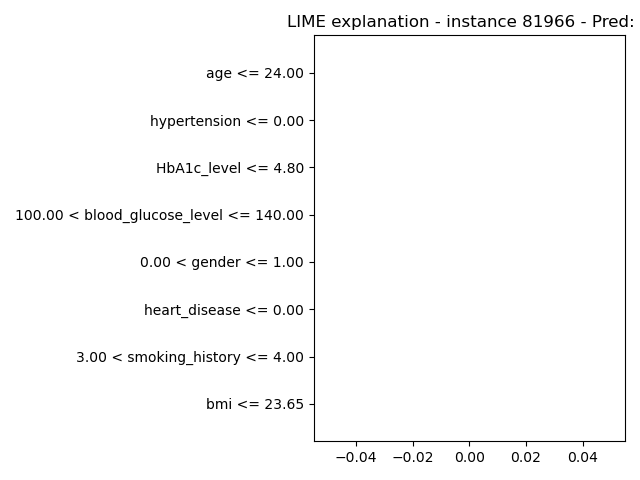 LIME explanation - instance 81966 - Pred:
age <= 24.00
hypertension <= 0.00
HbA1c_level <= 4.80
100.00 < blood_glucose_level <= 140.00
0.00 < gender <= 1.00
heart_disease <= 0.00
3.00 < smoking_history <= 4.00
bmi <= 23.65
−0.04 −0.02 0.00 0.02 0.04